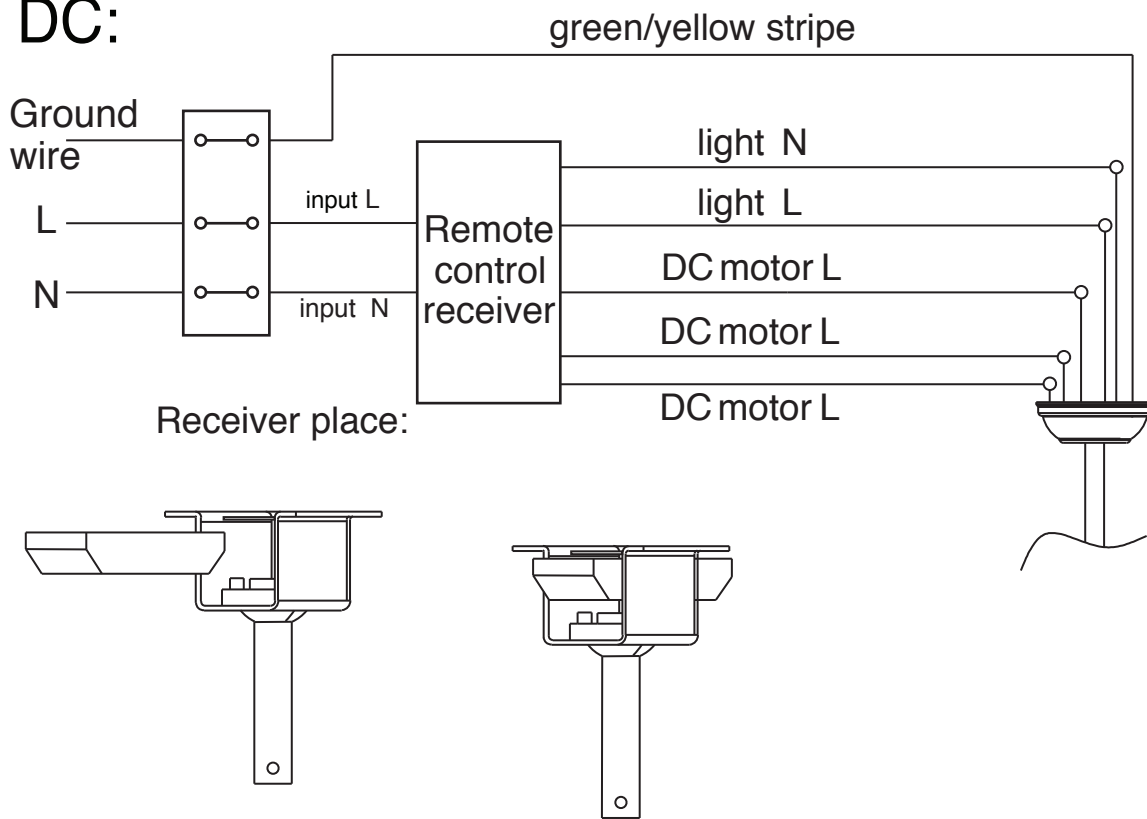 DC:
green/yellow stripe
Ground
wire
L
N
input L
input N
Remote
control
receiver
light N
light L
DC motor L
DC motor L
DC motor L
Receiver place: